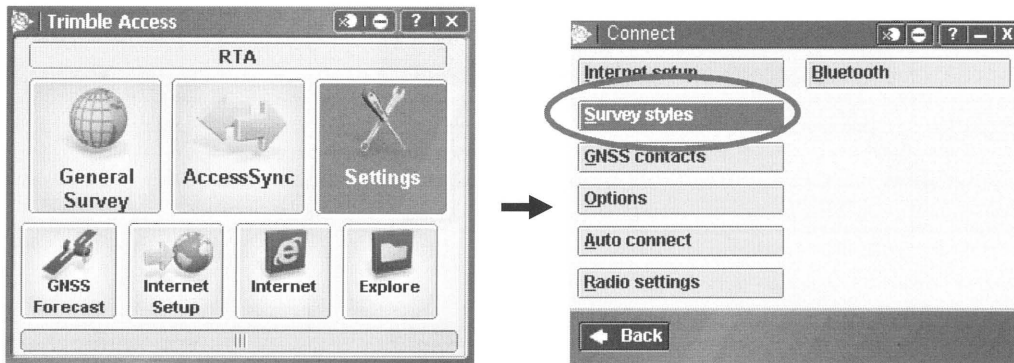 Trimble Access
? X
RTA
General Survey
AccessSync
Settings
GNSS Forecast
Internet Setup
Internet
Explore
Connect
? – X
Internet setup
Bluetooth
Survey styles
GNSS contacts
Options
Auto connect
Radio settings
Back